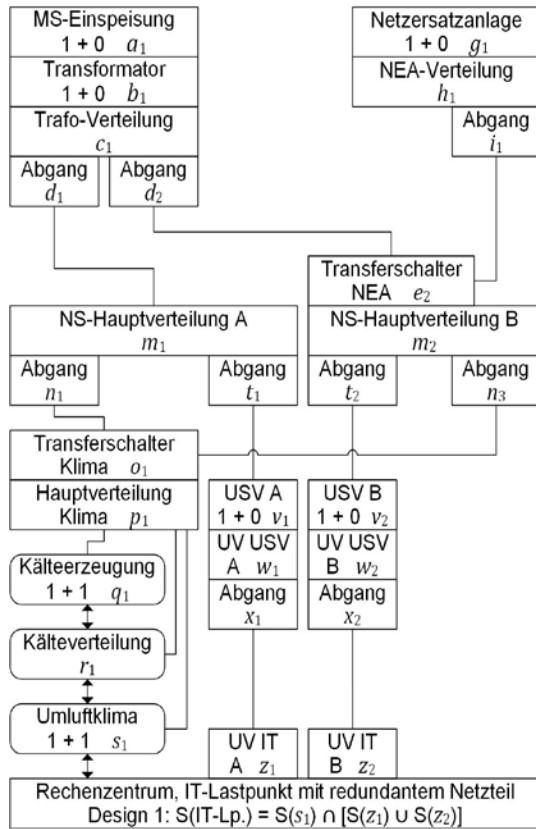 MS-Einspeisung
1 + 0 a₁
Transformator
1 + 0 b₁
Trafo-Verteilung
c₁
Abgang
d₁
Abgang
d₂
Netzersatzanlage
1 + 0 g₁
NEA-Verteilung
h₁
Abgang
i₁
Transferschalter
NEA e₂
NS-Hauptverteilung A
m₁
NS-Hauptverteilung B
m₂
Abgang
n₁
Abgang
t₁
Abgang
t₂
Abgang
n₃
Transferschalter
Klima o₁
Hauptverteilung
Klima p₁
USV A
1 + 0 v₁
UV USV
A w₁
Abgang
x₁
USV B
1 + 0 v₂
UV USV
B w₂
Abgang
x₂
Kälteerzeugung
1 + 1 q₁
Kälteverteilung
r₁
Umluftklima
1 + 1 s₁
UV IT
A z₁
UV IT
B z₂
Rechenzentrum, IT-Lastpunkt mit redundantem Netzteil
Design 1: S(IT-Lp.) = S(s₁) ∩ [S(z₁) ∪ S(z₂)]